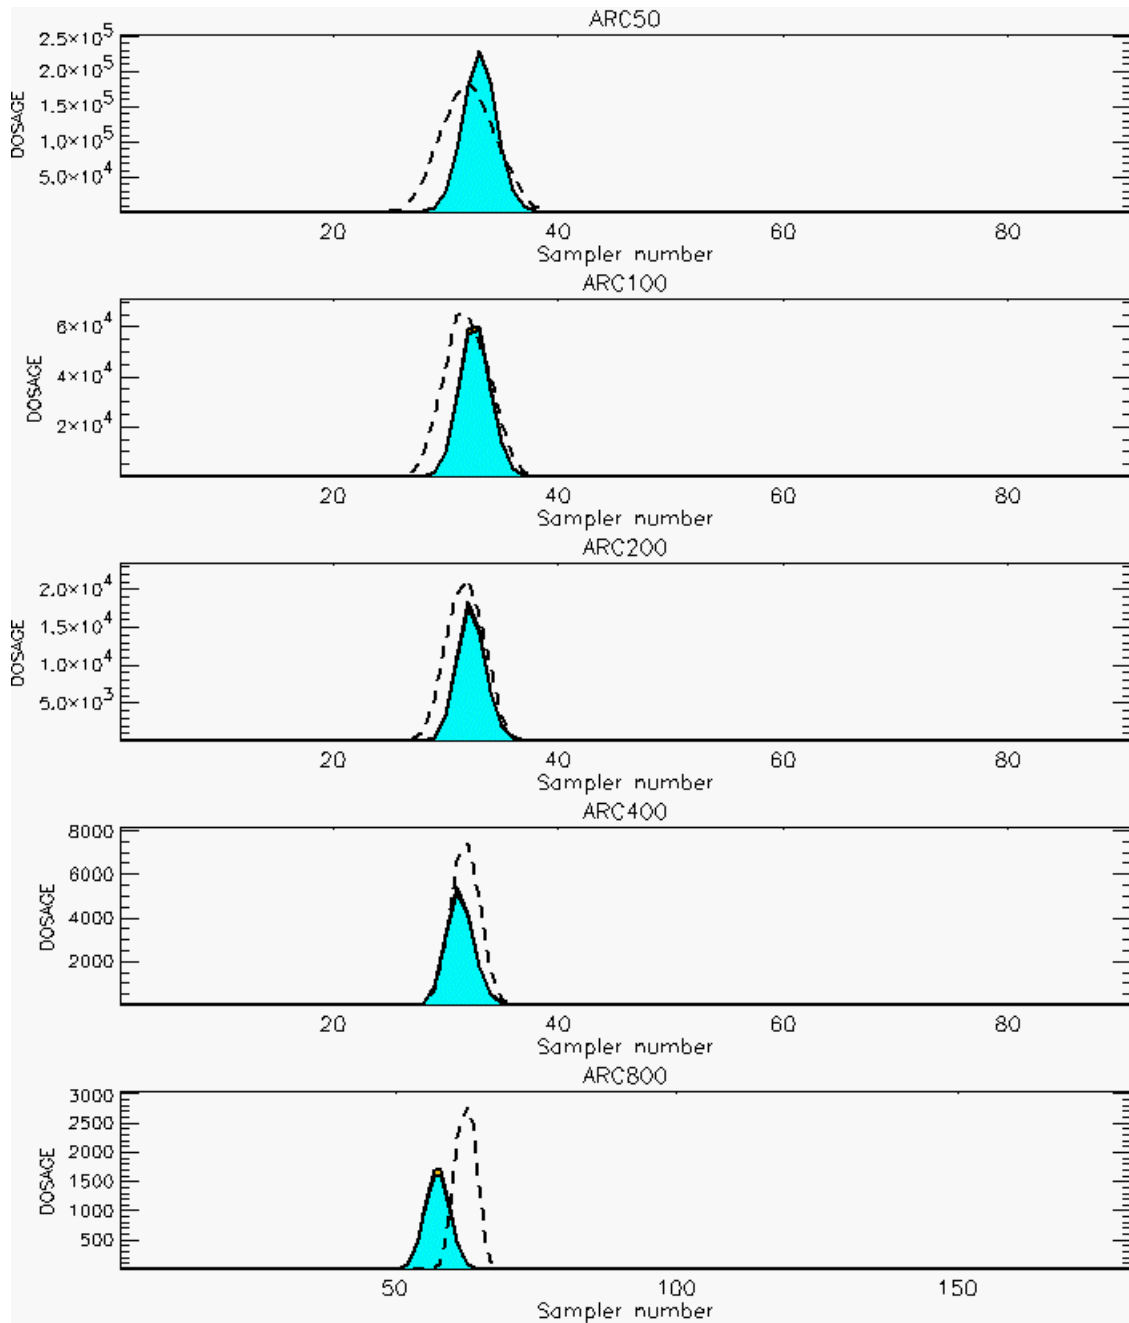 ARC50
2.5×10^5
2.0×10^5
1.5×10^5
1.0×10^5
5.0×10^4
DOSAGE
20 40 60 80
Sampler number
ARC100
6×10^4
4×10^4
2×10^4
DOSAGE
20 40 60 80
Sampler number
ARC200
2.0×10^4
1.5×10^4
1.0×10^4
5.0×10^3
DOSAGE
20 40 60 80
Sampler number
ARC400
8000
6000
4000
2000
DOSAGE
20 40 60 80
Sampler number
ARC800
3000
2500
2000
1500
1000
500
DOSAGE
50 100 150
Sampler number